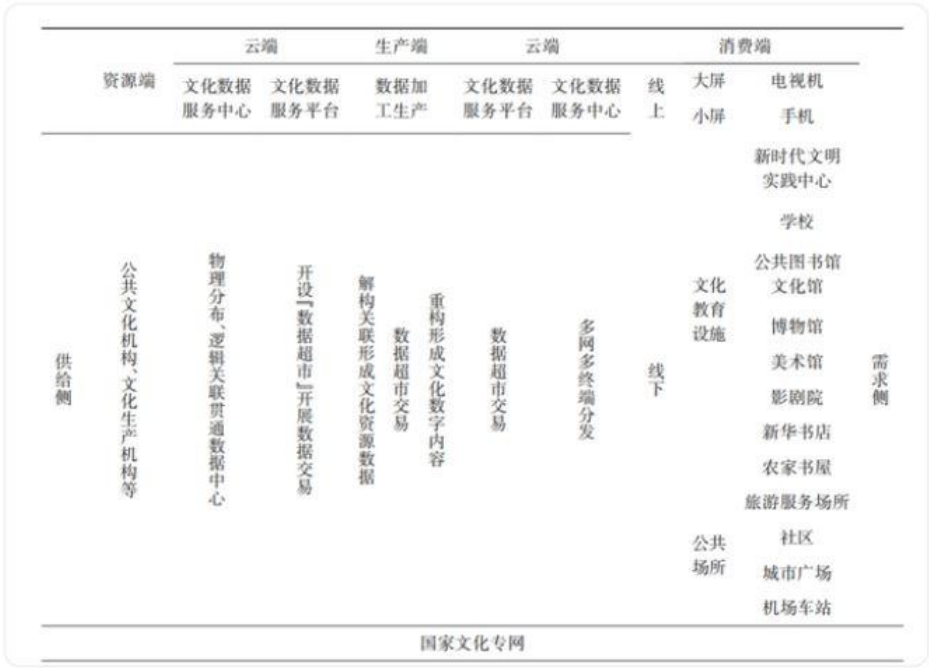 云端
生产端
云端
消费端
资源端
文化数据
服务中心
文化数据
服务平台
数据加
工生产
文化数据
服务平台
文化数据
服务中心
线上
大屏
电视机
小屏
手机
供给侧
公共文化机构、文化生产机构等
物理分布、逻辑关联贯通数据中心
开设“数据超市”开展数据交易
解构关联形成文化资源数据
数据超市交易
重构形成文化数字内容
数据超市交易
多网多终端分发
线下
文化
教育
设施
新时代文明
实践中心
学校
公共图书馆
文化馆
博物馆
美术馆
影剧院
新华书店
农家书屋
旅游服务场所
公共
场所
社区
城市广场
机场车站
需求侧
国家文化专网